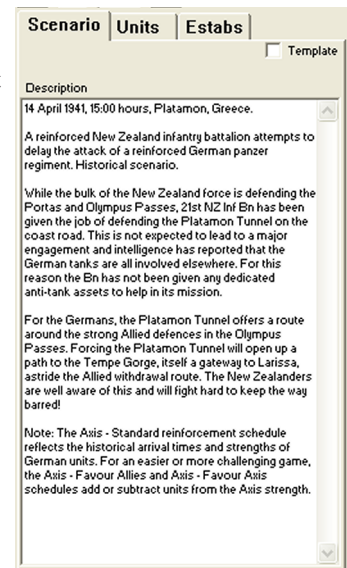 Scenario Units Estabs
Template
Description
14 April 1941, 15:00 hours, Platamon, Greece.
A reinforced New Zealand infantry battalion attempts to
delay the attack of a reinforced German panzer
regiment. Historical scenario.
While the bulk of the New Zealand force is defending the
Portas and Olympus Passes, 21st NZ Inf Bn has been
given the job of defending the Platamon Tunnel on the
coast road. This is not expected to lead to a major
engagement and intelligence has reported that the
German tanks are all involved elsewhere. For this
reason the Bn has not been given any dedicated
anti-tank assets to help in its mission.
For the Germans, the Platamon Tunnel offers a route
around the strong Allied defences in the Olympus
Passes. Forcing the Platamon Tunnel will open up a
path to the Tempe Gorge, itself a gateway to Larissa,
astride the Allied withdrawal route. The New Zealanders
are well aware of this and will fight hard to keep the way
barred!
Note: The Axis - Standard reinforcement schedule
reflects the historical arrival times and strengths of
German units. For an easier or more challenging game,
the Axis - Favour Allies and Axis - Favour Axis
schedules add or subtract units from the Axis strength.